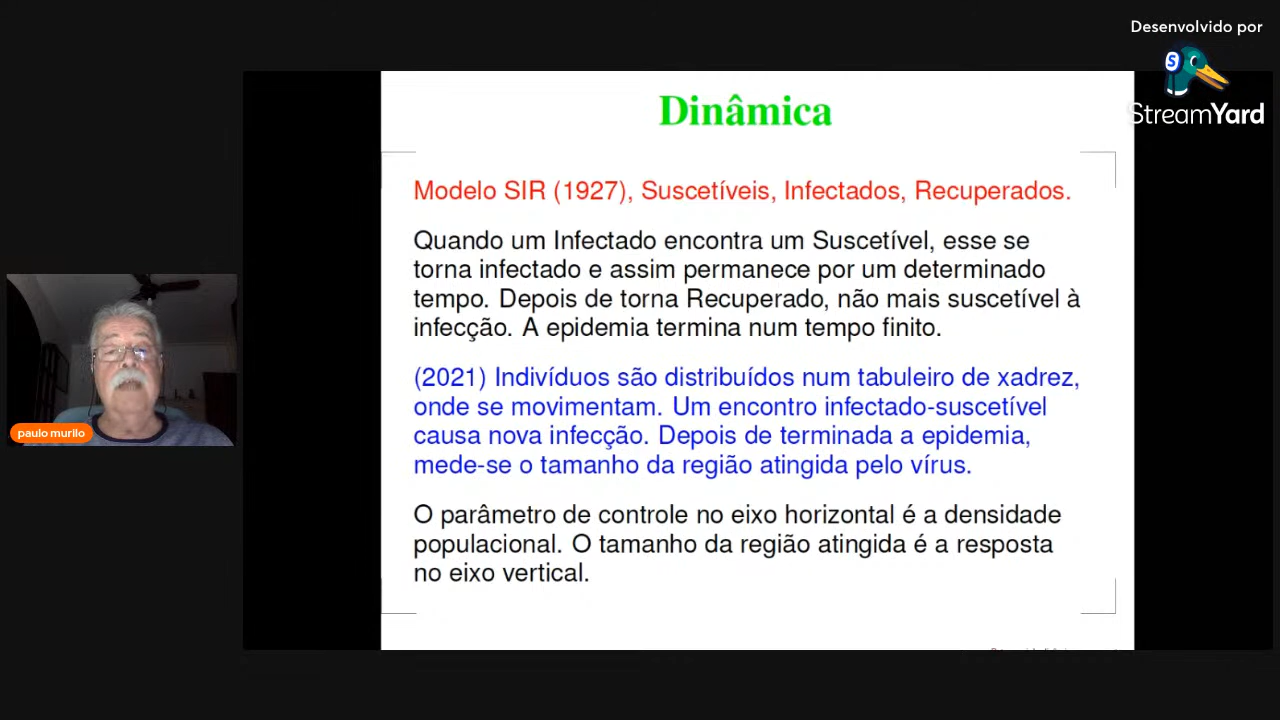 Desenvolvido por
StreamYard
Dinâmica
Modelo SIR (1927), Suscetíveis, Infectados, Recuperados.
Quando um Infectado encontra um Suscetível, esse se
torna infectado e assim permanece por um determinado
tempo. Depois de torna Recuperado, não mais suscetível à
infecção. A epidemia termina num tempo finito.
(2021) Indivíduos são distribuídos num tabuleiro de xadrez,
onde se movimentam. Um encontro infectado-suscetível
causa nova infecção. Depois de terminada a epidemia,
mede-se o tamanho da região atingida pelo vírus.
O parâmetro de controle no eixo horizontal é a densidade
populacional. O tamanho da região atingida é a resposta
no eixo vertical.
paulo murilo